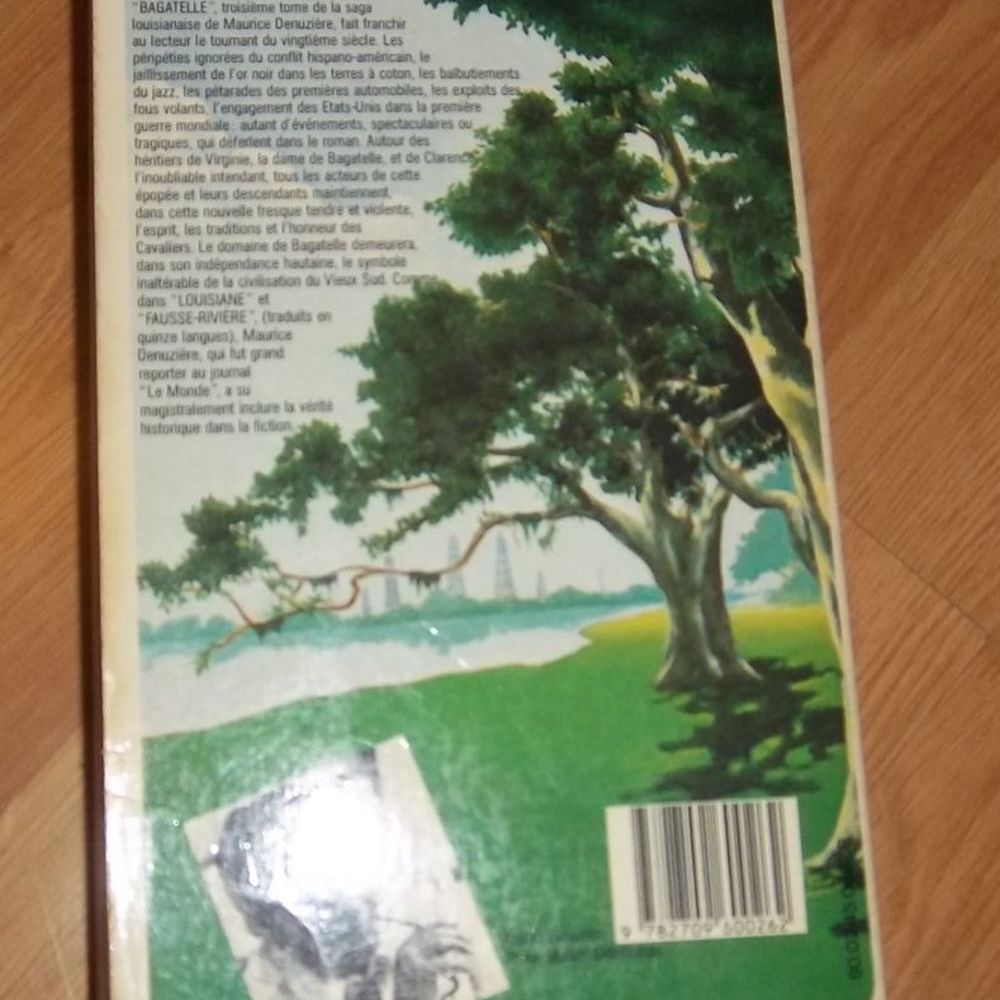 "BAGATELLE", troisième tome de la saga
louisianaise de Maurice Denuzière, fait franchir
au lecteur le tournant du vingtième siècle. Les
péripéties ignorées du conflit hispano-américain, le
jaillissement de l'or noir dans les terres à coton, les balbutiements
du jazz, les pétarades des premières automobiles, les exploits des
fous volants, l'engagement des Etats-Unis dans la première
guerre mondiale: autant d'événements, spectaculaires ou
tragiques, qui déferlent dans le roman. Autour des
héritiers de Virginie, la dame de Bagatelle, et de Clarence
l'inoubliable intendant, tous les acteurs de cette
épopée et leurs descendants maintiennent,
dans cette nouvelle fresque tendre et violente,
l'esprit, les traditions et l'honneur des
Cavaliers. Le domaine de Bagatelle demeurera,
dans son indépendance hautaine, le symbole
inaltérable de la civilisation du Vieux Sud. Comme
dans "LOUISIANE" et
"FAUSSE-RIVIÈRE", (traduits en
quinze langues), Maurice
Denuzière, qui fut grand
reporter au journal
"Le Monde", a su
magistralement inclure la vérité
historique dans la fiction.
9 782709 600262